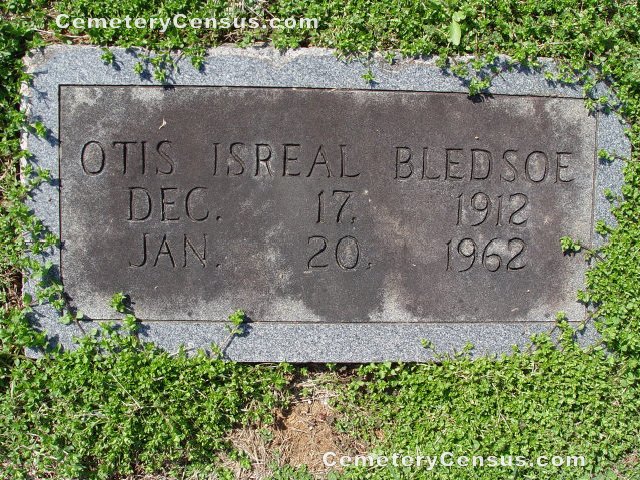 CemeteryCensus.com
OTIS ISREAL BLEDSOE
DEC. 17, 1912
JAN. 20, 1962
CemeteryCensus.com